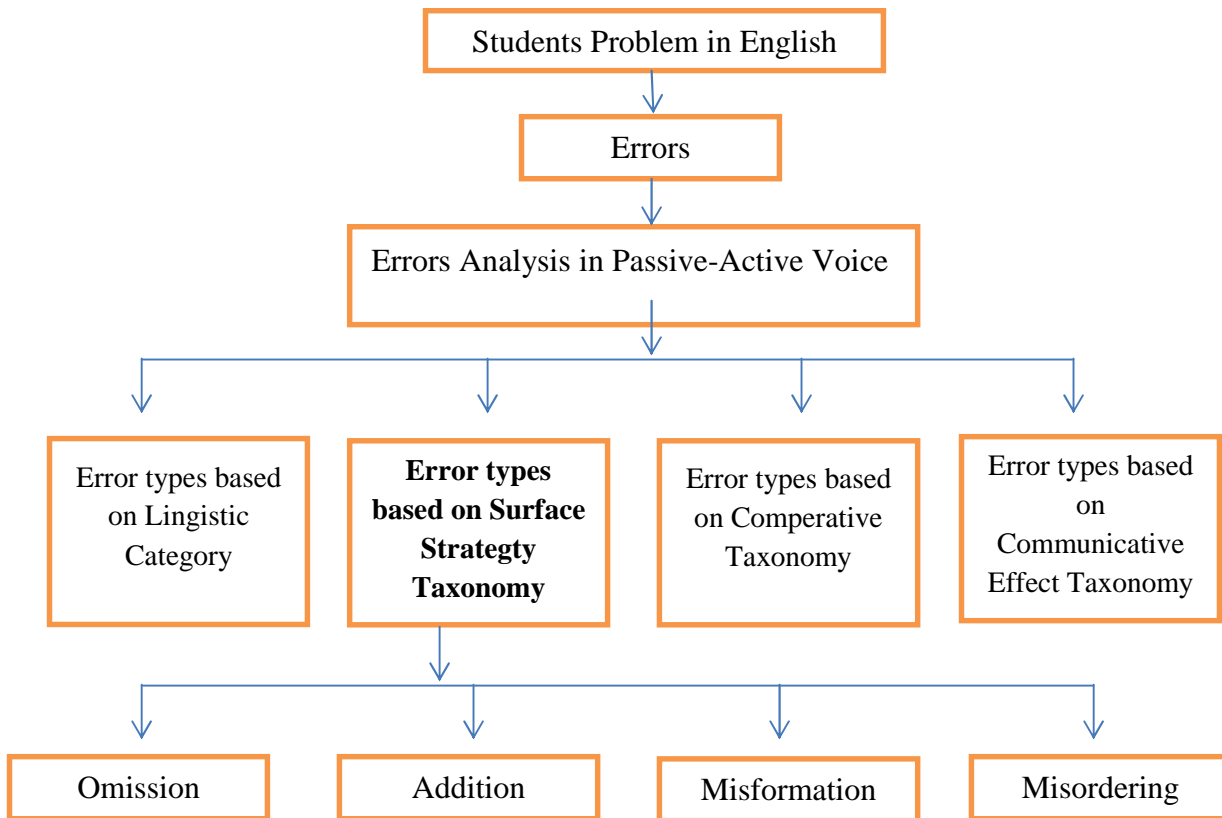 Students Problem in English
Errors
Errors Analysis in Passive-Active Voice
Error types based
on Lingistic
Category
Error types
based on Surface
Strategty
Taxonomy
Error types based
on Comperative
Taxonomy
Error types based
on
Communicative
Effect Taxonomy
Omission
Addition
Misformation
Misordering